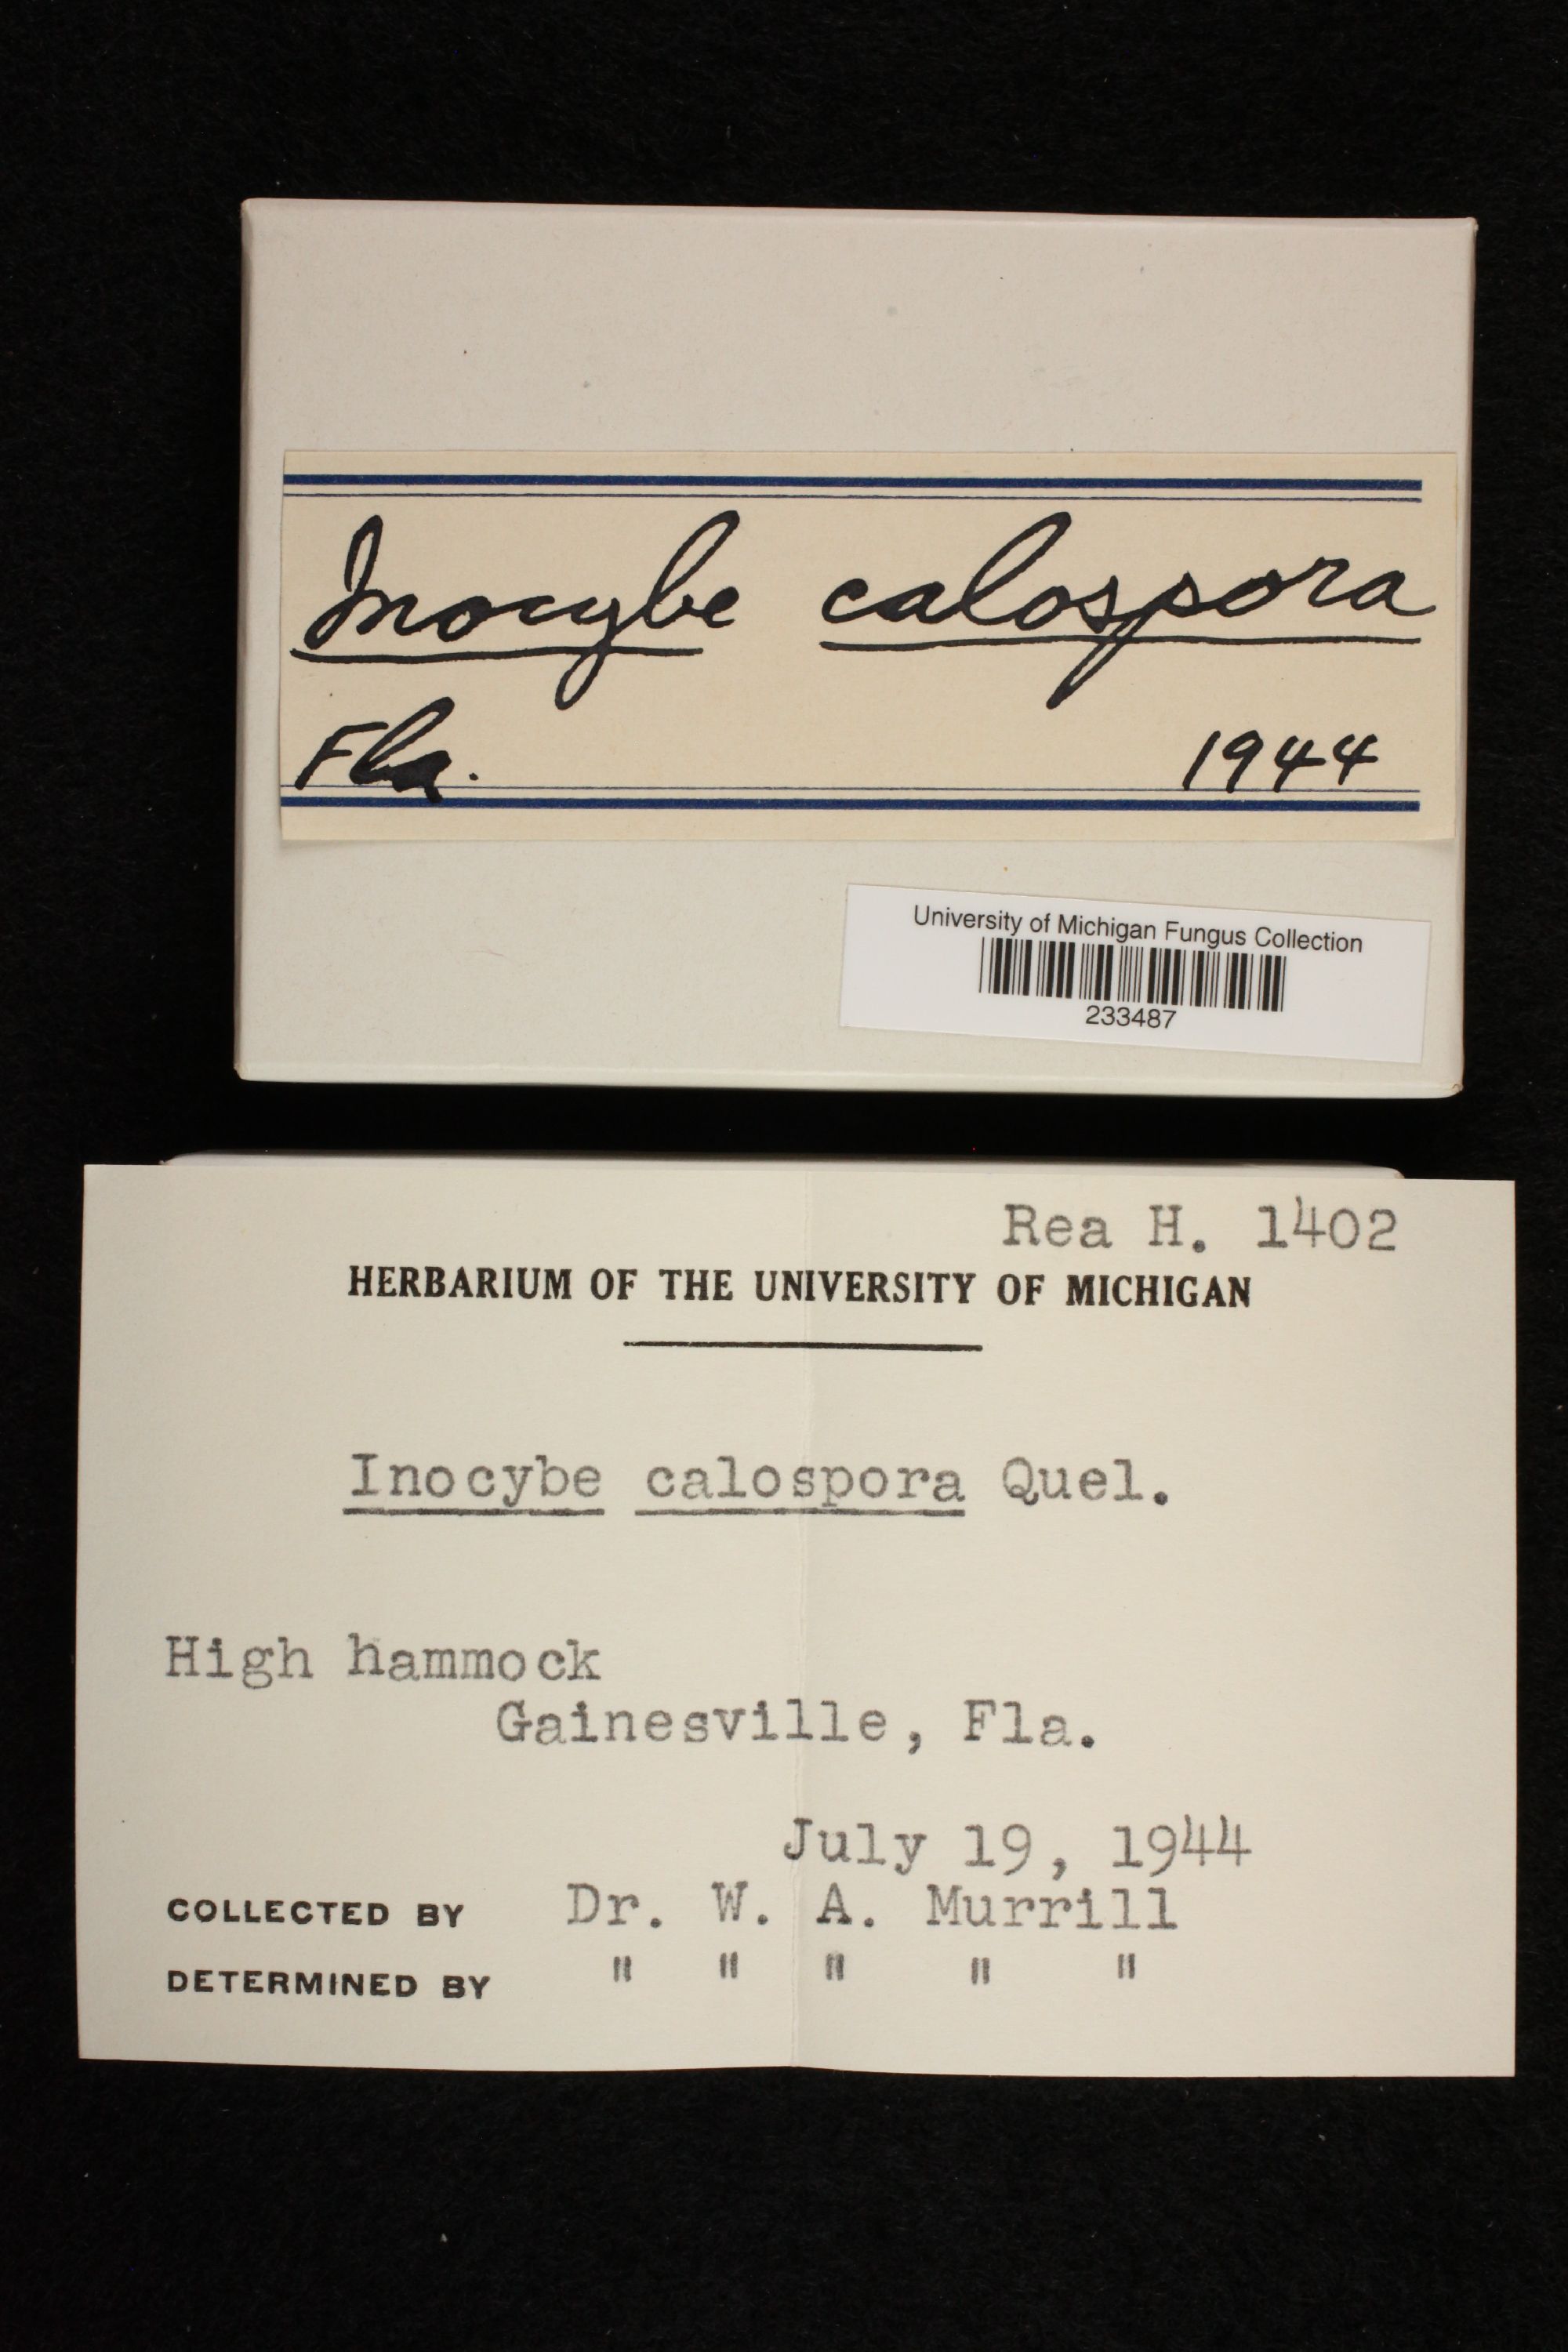 Inocybe calospora
Fla. 1944
University of Michigan Fungus Collection
233487
Rea H. 1402
HERBARIUM OF THE UNIVERSITY OF MICHIGAN
Inocybe calospora Quel.
High hammock
Gainesville, Fla.
July 19, 1944
COLLECTED BY Dr. W. A. Murrill
DETERMINED BY " " " " "